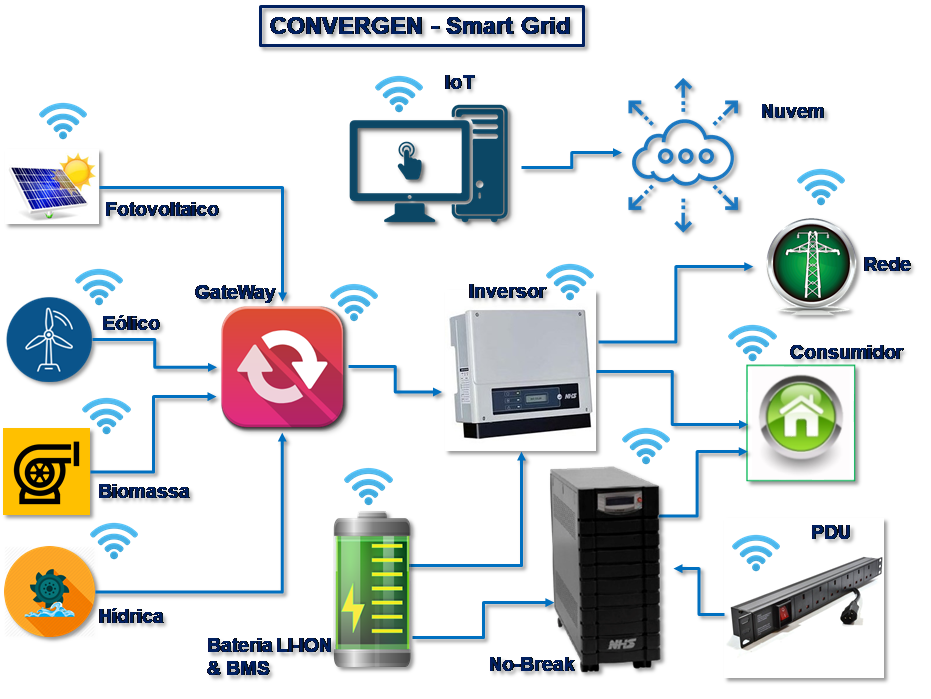 CONVERGEN - Smart Grid
IoT
Nuvem
Fotovoltaico
Rede
GateWay
Inversor
Eólico
Consumidor
NHS
Biomassa
PDU
Hídrica
Bateria LI-ION
& BMS
No-Break
NHS